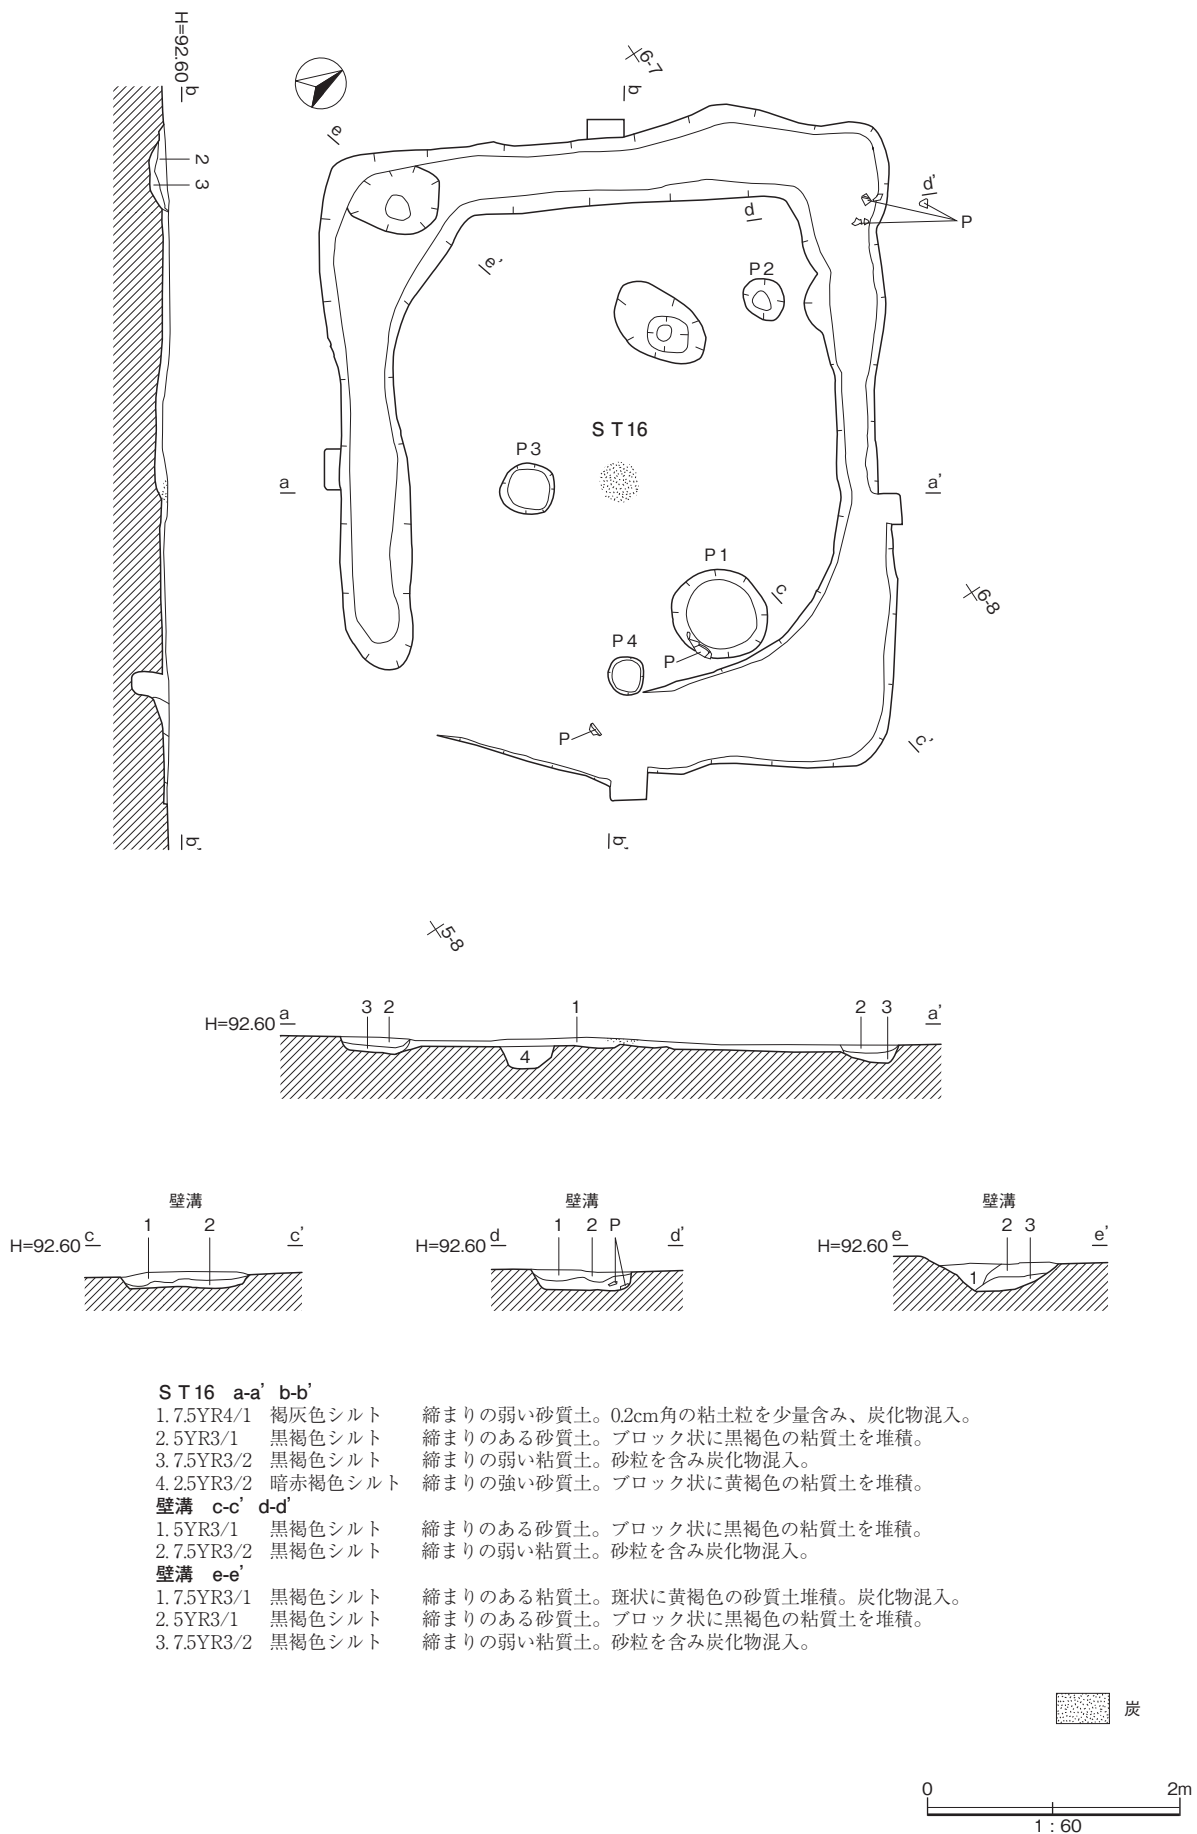 H=92.60
b
2
3
b'
6-7
b
e
d'
P
d
e'
P2
S T16
P3
a
a'
P1
c
6-8
P4
P
P
c'
b'
5-8
H=92.60 a
3 2
1
2 3
a'
4
壁溝
1 2
H=92.60 c
c'
壁溝
1 2 P
H=92.60 d
d'
壁溝
2 3
H=92.60 e
e'
1
S T16 a-a' b-b'
1. 7.5YR4/1 褐灰色シルト 締まりの弱い砂質土。0.2cm角の粘土粒を少量含み、炭化物混入。
2. 5YR3/1 黒褐色シルト 締まりのある砂質土。ブロック状に黒褐色の粘質土を堆積。
3. 7.5YR3/2 黒褐色シルト 締まりの弱い粘質土。砂粒を含み炭化物混入。
4. 2.5YR3/2 暗赤褐色シルト 締まりの強い砂質土。ブロック状に黄褐色の粘質土を堆積。
壁溝 c-c' d-d'
1. 5YR3/1 黒褐色シルト 締まりのある砂質土。ブロック状に黒褐色の粘質土を堆積。
2. 7.5YR3/2 黒褐色シルト 締まりの弱い粘質土。砂粒を含み炭化物混入。
壁溝 e-e'
1. 7.5YR3/1 黒褐色シルト 締まりのある粘質土。斑状に黄褐色の砂質土堆積。炭化物混入。
2. 5YR3/1 黒褐色シルト 締まりのある砂質土。ブロック状に黒褐色の粘質土を堆積。
3. 7.5YR3/2 黒褐色シルト 締まりの弱い粘質土。砂粒を含み炭化物混入。
炭
0 2m
1 : 60